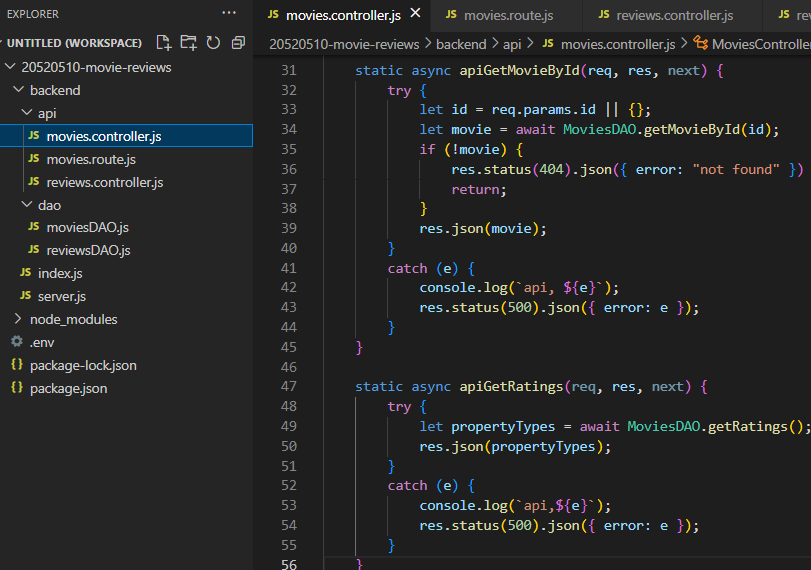 EXPLORER
UNTITLED (WORKSPACE)
20520510-movie-reviews
backend
api
JS movies.controller.js
JS movies.route.js
JS reviews.controller.js
dao
JS moviesDAO.js
JS reviewsDAO.js
JS index.js
JS server.js
node_modules
.env
{} package-lock.json
{} package.json
JS movies.controller.js JS movies.route.js JS reviews.controller.js JS
20520510-movie-reviews > backend > api > JS movies.controller.js > MoviesController
31 static async apiGetMovieById(req, res, next) {
32 try {
33 let id = req.params.id || {};
34 let movie = await MoviesDAO.getMovieById(id);
35 if (!movie) {
36 res.status(404).json({ error: "not found" })
37 return;
38 }
39 res.json(movie);
40 }
41 catch (e) {
42 console.log(`api, ${e}`);
43 res.status(500).json({ error: e });
44 }
45 }
46
47 static async apiGetRatings(req, res, next) {
48 try {
49 let propertyTypes = await MoviesDAO.getRatings();
50 res.json(propertyTypes);
51 }
52 catch (e) {
53 console.log(`api,${e}`);
54 res.status(500).json({ error: e });
55 }
56 }